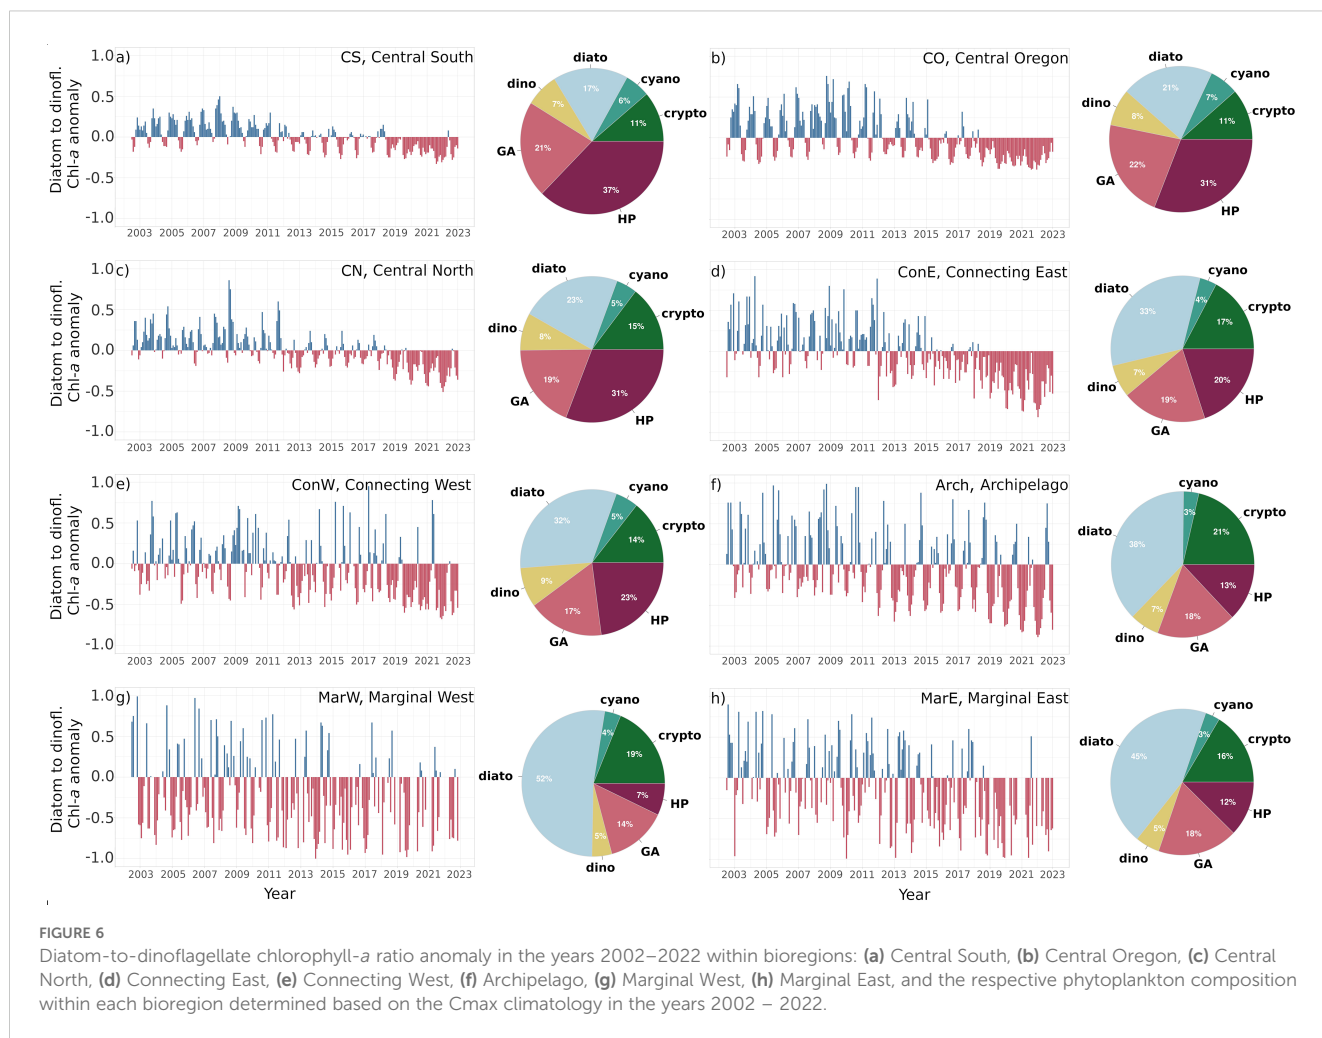 a) CS, Central South
Diatom to dinofl.
Chl-a anomaly
1.0
0.5
0.0
-0.5
-1.0
2003 2005 2007 2009 2011 2013 2015 2017 2019 2021 2023
diato 17%
cyano 6%
crypto 11%
HP 37%
GA 21%
dino 7%
b) CO, Central Oregon
2003 2005 2007 2009 2011 2013 2015 2017 2019 2021 2023
diato 21%
cyano 7%
crypto 11%
HP 31%
GA 22%
dino 8%
c) CN, Central North
Diatom to dinofl.
Chl-a anomaly
1.0
0.5
0.0
-0.5
-1.0
2003 2005 2007 2009 2011 2013 2015 2017 2019 2021 2023
diato 23%
cyano 5%
crypto 15%
HP 31%
GA 19%
dino 8%
d) ConE, Connecting East
2003 2005 2007 2009 2011 2013 2015 2017 2019 2021 2023
diato 33%
cyano 4%
crypto 17%
HP 20%
GA 19%
dino 7%
e) ConW, Connecting West
Diatom to dinofl.
Chl-a anomaly
1.0
0.5
0.0
-0.5
-1.0
2003 2005 2007 2009 2011 2013 2015 2017 2019 2021 2023
diato 32%
cyano 5%
crypto 14%
HP 23%
GA 17%
dino 9%
f) Arch, Archipelago
2003 2005 2007 2009 2011 2013 2015 2017 2019 2021 2023
cyano 3%
crypto 21%
HP 13%
GA 18%
dino 7%
diato 38%
g) MarW, Marginal West
Diatom to dinofl.
Chl-a anomaly
1.0
0.5
0.0
-0.5
-1.0
2003 2005 2007 2009 2011 2013 2015 2017 2019 2021 2023
Year
cyano 4%
crypto 19%
HP 7%
GA 14%
dino 5%
diato 52%
h) MarE, Marginal East
2003 2005 2007 2009 2011 2013 2015 2017 2019 2021 2023
Year
cyano 3%
crypto 16%
HP 12%
GA 18%
dino 5%
diato 45%
FIGURE 6
Diatom-to-dinoflagellate chlorophyll-a ratio anomaly in the years 2002–2022 within bioregions: (a) Central South, (b) Central Oregon, (c) Central
North, (d) Connecting East, (e) Connecting West, (f) Archipelago, (g) Marginal West, (h) Marginal East, and the respective phytoplankton composition
within each bioregion determined based on the Cmax climatology in the years 2002 – 2022.